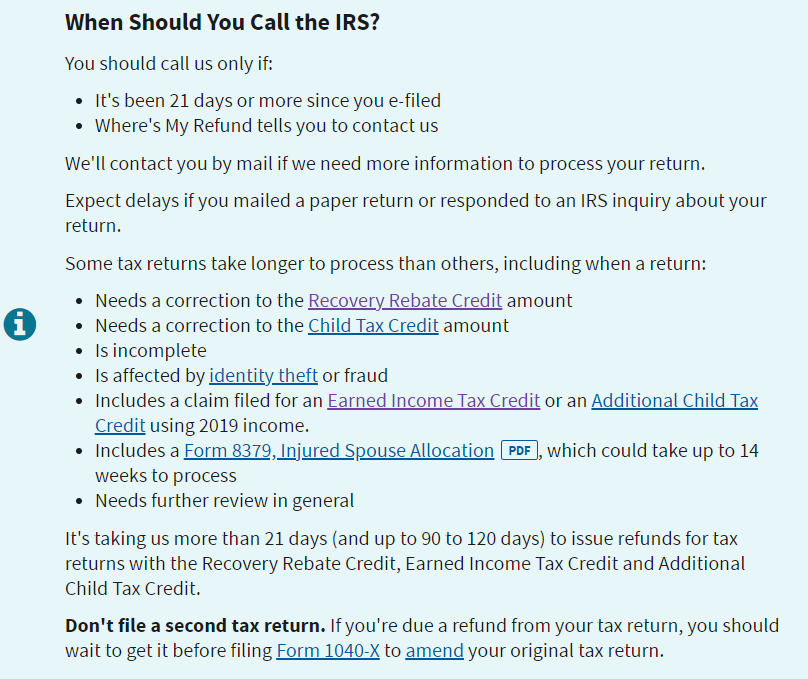 When Should You Call the IRS?
You should call us only if:
• It's been 21 days or more since you e-filed
• Where's My Refund tells you to contact us
We'll contact you by mail if we need more information to process your return.
Expect delays if you mailed a paper return or responded to an IRS inquiry about your
return.
Some tax returns take longer to process than others, including when a return:
• Needs a correction to the Recovery Rebate Credit amount
• Needs a correction to the Child Tax Credit amount
• Is incomplete
• Is affected by identity theft or fraud
• Includes a claim filed for an Earned Income Tax Credit or an Additional Child Tax
Credit using 2019 income.
• Includes a Form 8379, Injured Spouse Allocation PDF, which could take up to 14
weeks to process
• Needs further review in general
It's taking us more than 21 days (and up to 90 to 120 days) to issue refunds for tax
returns with the Recovery Rebate Credit, Earned Income Tax Credit and Additional
Child Tax Credit.
Don't file a second tax return. If you're due a refund from your tax return, you should
wait to get it before filing Form 1040-X to amend your original tax return.